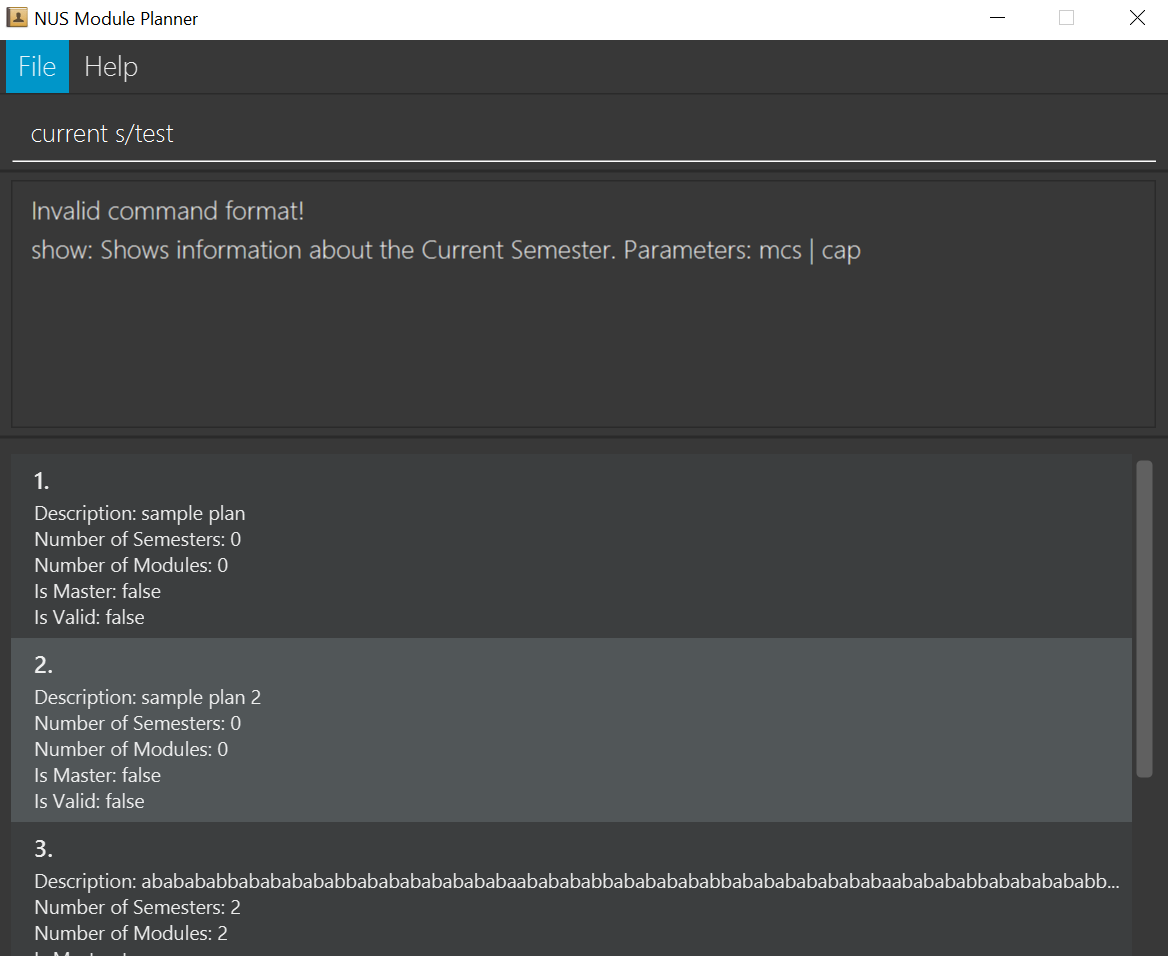 NUS Module Planner
File Help
current s/test
Invalid command format!
show: Shows information about the Current Semester. Parameters: mcs | cap
1.
Description: sample plan
Number of Semesters: 0
Number of Modules: 0
Is Master: false
Is Valid: false
2.
Description: sample plan 2
Number of Semesters: 0
Number of Modules: 0
Is Master: false
Is Valid: false
3.
Number of Semesters: 2
Number of Modules: 2